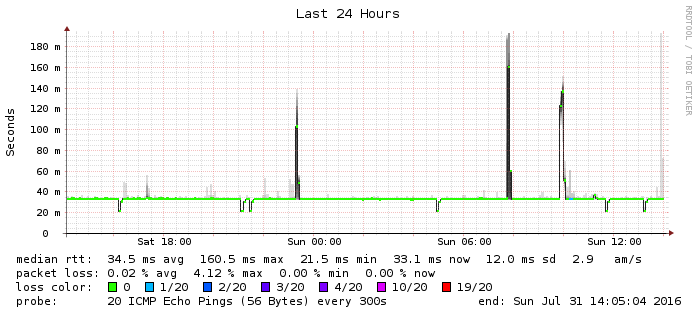 Last 24 Hours
RRDTOOL / TOBI OETIKER
Seconds
180 m
160 m
140 m
120 m
100 m
80 m
60 m
40 m
20 m
0
Sat 18:00 Sun 00:00 Sun 06:00 Sun 12:00
median rtt: 34.5 ms avg 160.5 ms max 21.5 ms min 33.1 ms now 12.0 ms sd 2.9 am/s
packet loss: 0.02 % avg 4.12 % max 0.00 % min 0.00 % now
loss color: 0 1/20 2/20 3/20 4/20 10/20 19/20
probe: 20 ICMP Echo Pings (56 Bytes) every 300s end: Sun Jul 31 14:05:04 2016